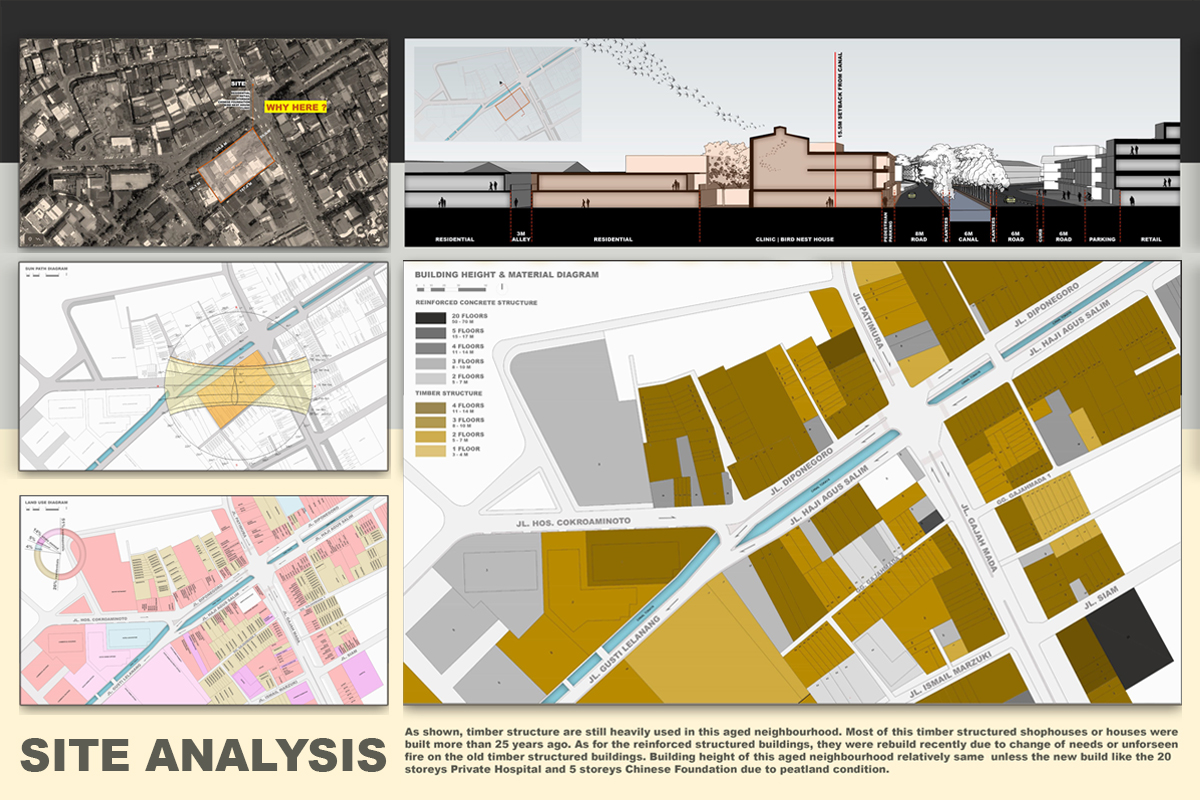 SITE
WHY HERE ?
15.5M SETBACK FROM CANAL
RESIDENTIAL
3M
ALLEY
RESIDENTIAL
CLINIC | BIRD NEST HOUSE
PEDESTRIAN
PARKING
8M
ROAD
PLANTERS
6M
CANAL
PLANTERS
6M
ROAD
CURB
6M
ROAD
PARKING
RETAIL
SUN PATH DIAGRAM
BUILDING HEIGHT & MATERIAL DIAGRAM
REINFORCED CONCRETE STRUCTURE
20 FLOORS
50 - 70 M
5 FLOORS
15 - 17 M
4 FLOORS
11 - 14 M
3 FLOORS
8 - 10 M
2 FLOORS
5 - 7 M
TIMBER STRUCTURE
4 FLOORS
11 - 14 M
3 FLOORS
8 - 10 M
2 FLOORS
5 - 7 M
1 FLOOR
3 - 4 M
JL. PATIMURA
JL. DIPONEGORO
JL. HAJI AGUS SALIM
JL. DIPONEGORO
JL. HAJI AGUS SALIM
GG. GAJAHMADA 1
JL. HOS. COKROAMINOTO
JL. GAJAH MADA
JL. SIAM
JL. GUSTI LELANANG
JL. ISMAIL MARZUKI
LAND USE DIAGRAM
JL. HOS. COKROAMINOTO
SITE ANALYSIS
As shown, timber structure are still heavily used in this aged neighbourhood. Most of this timber structured shophouses or houses were
built more than 25 years ago. As for the reinforced structured buildings, they were rebuild recently due to change of needs or unforseen
fire on the old timber structured buildings. Building height of this aged neighbourhood relatively same unless the new build like the 20
storeys Private Hospital and 5 storeys Chinese Foundation due to peatland condition.